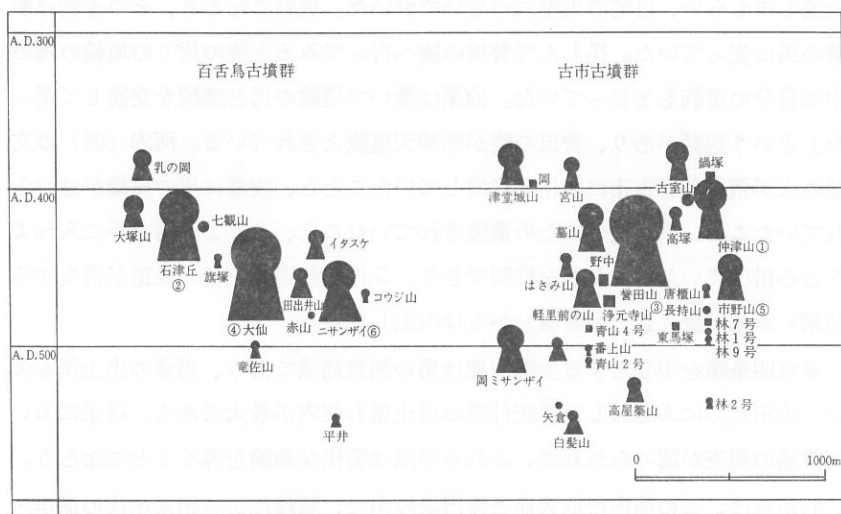 A.D.300
百舌鳥古墳群
古市古墳群
乳の岡
津堂城山
岡
宮山
古室山
鍋塚
A.D.400
大塚山
石津丘
②
七観山
旗塚
イタスケ
墓山
野中
高塚
仲津山①
④大仙
田出井山
赤山
ニサンザイ⑥
コウジ山
はさみ山
軽里前の山
浄元寺山
誉田山
③
唐櫃山
長持山
東馬塚
市野山⑤
林7号
林1号
林9号
A.D.500
竜佐山
平井
岡ミサンザイ
青山4号
番上山
青山2号
矢倉
白髪山
高屋築山
林2号
0
1000m